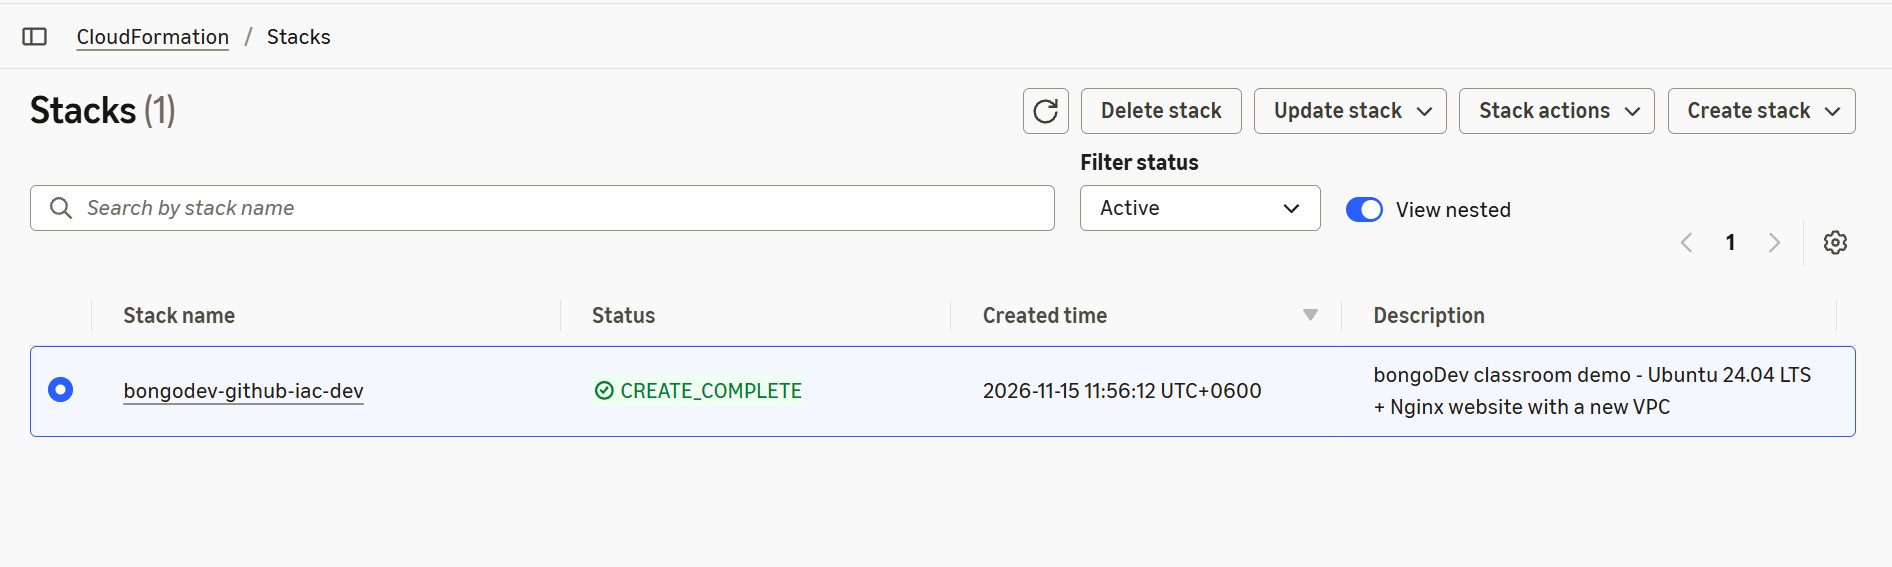 CloudFormation / Stacks
Stacks (1)
Delete stack
Update stack
Stack actions
Create stack
Filter status
Search by stack name
Active
View nested
1
Stack name
Status
Created time
Description
bongodev-github-iac-dev
CREATE_COMPLETE
2026-11-15 11:56:12 UTC+0600
bongoDev classroom demo - Ubuntu 24.04 LTS
+ Nginx website with a new VPC